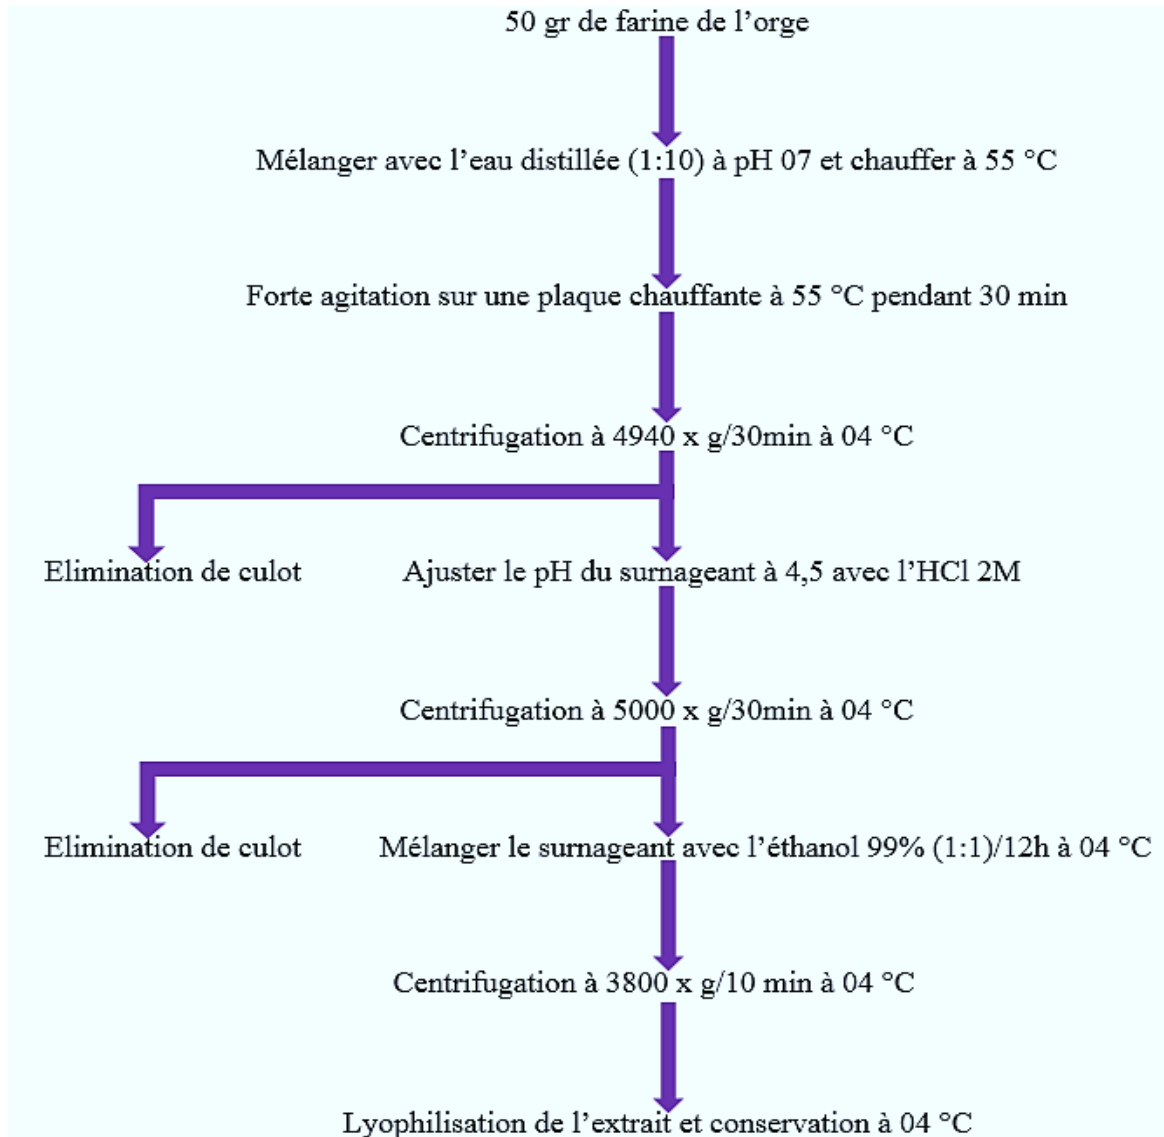 50 gr de farine de l’orge
Mélanger avec l’eau distillée (1:10) à pH 07 et chauffer à 55 °C
Forte agitation sur une plaque chauffante à 55 °C pendant 30 min
Centrifugation à 4940 x g/30min à 04 °C
Elimination de culot
Ajuster le pH du surnageant à 4,5 avec l’HCl 2M
Centrifugation à 5000 x g/30min à 04 °C
Elimination de culot
Mélanger le surnageant avec l’éthanol 99% (1:1)/12h à 04 °C
Centrifugation à 3800 x g/10 min à 04 °C
Lyophilisation de l’extrait et conservation à 04 °C